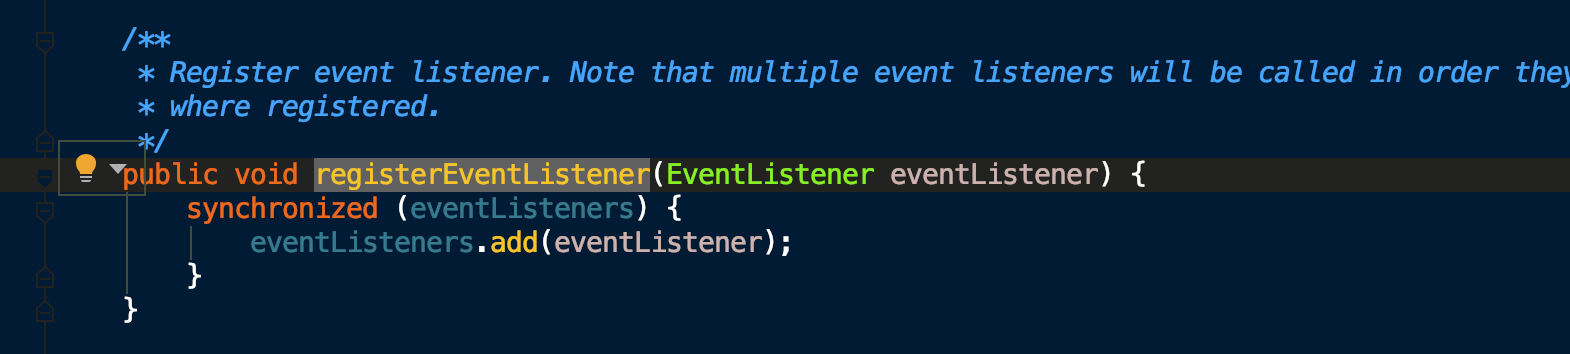 /**
* Register event listener. Note that multiple event listeners will be called in order they
* where registered.
*/
public void registerEventListener(EventListener eventListener) {
synchronized (eventListeners) {
eventListeners.add(eventListener);
}
}